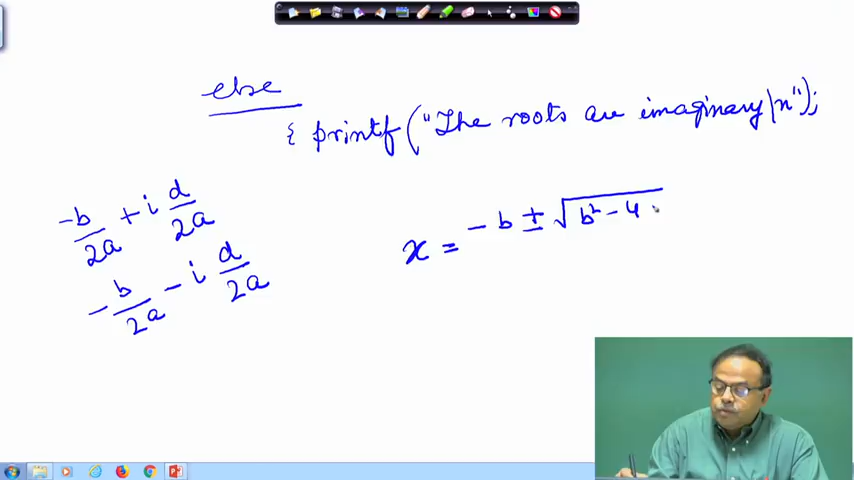 else
{ printf("The roots are imaginary\n");
-b/2a + i d/2a
-b/2a - i d/2a
x = -b ± √b² - 4